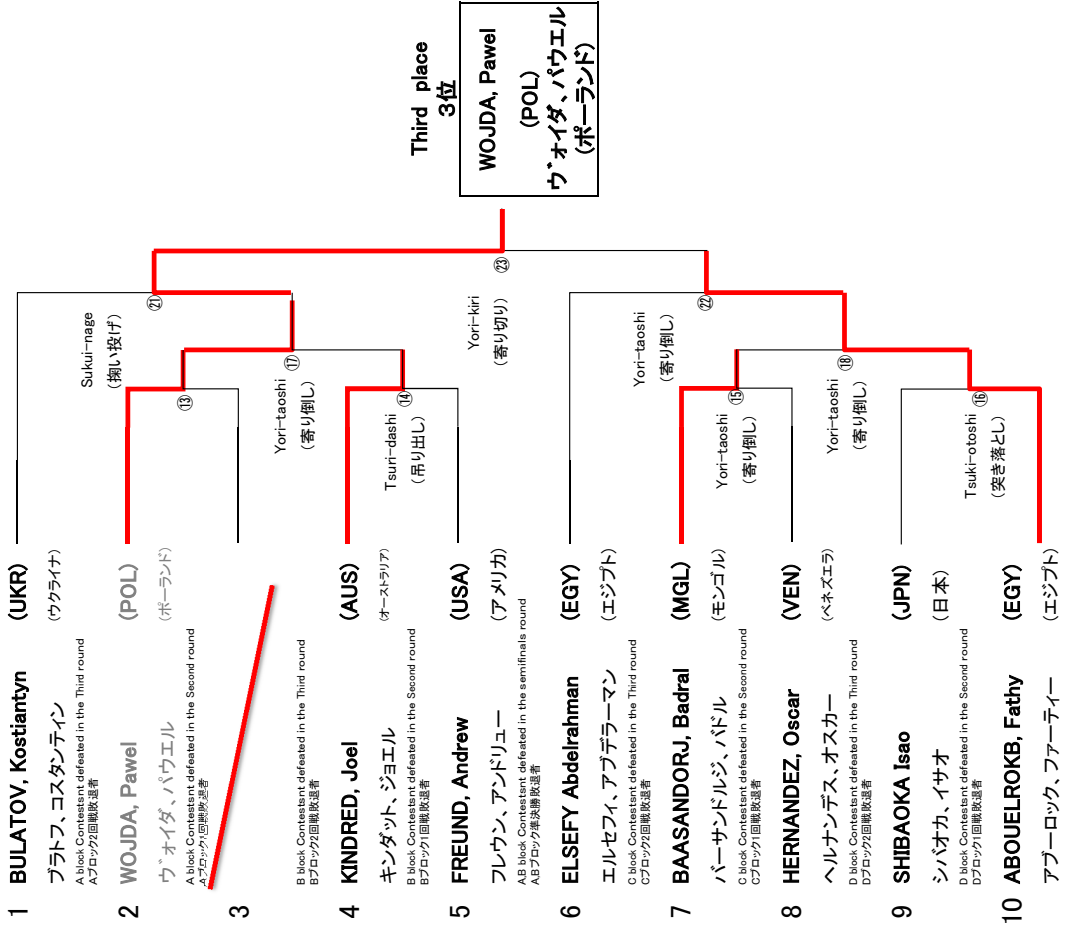 1 BULATOV, Kostiantyn (UKR)
ブラトフ、コスタンティン (ウクライナ)
A block Contestsnt defeated in the Third round
Aブロック2回戦敗退者
2 WOJDA, Pawel (POL)
ヴォイダ、パウエル (ポーランド)
A block Contestsnt defeated in the Second round
Aブロック1回戦敗退者
3
B block Contestsnt defeated in the Third round
Bブロック2回戦敗退者
4 KINDRED, Joel (AUS)
キンダット、ジョエル (オーストラリア)
B block Contestsnt defeated in the Second round
Bブロック1回戦敗退者
5 FREUND, Andrew (USA)
フレウン、アンドリュー (アメリカ)
A.B block Contestsnt defeated in the semifinals round
A.Bブロック準決勝敗退者
6 ELSEFY Abdelrahman (EGY)
エルセフィ、アブデラーマン (エジプト)
C block Contestsnt defeated in the Third round
Cブロック2回戦敗退者
7 BAASANDORJ, Badral (MGL)
バーサンドルジ、バドル (モンゴル)
C block Contestsnt defeated in the Second round
Cブロック1回戦敗退者
8 HERNANDEZ, Oscar (VEN)
ヘルナンデス、オスカー (ベネズエラ)
D block Contestsnt defeated in the Third round
Dブロック2回戦敗退者
9 SHIBAOKA Isao (JPN)
シバオカ、イサオ (日本)
D block Contestsnt defeated in the Second round
Dブロック1回戦敗退者
10 ABOUELROKB, Fathy (EGY)
アブーロック、ファーティー (エジプト)
⑬
Tsuri-dashi
(吊り出し)
⑭
Yori-taoshi
(寄り倒し)
⑮
Tsuki-otoshi
(突き落とし)
⑯
Yori-taoshi
(寄り倒し)
⑰
Yori-taoshi
(寄り倒し)
⑱
Sukui-nage
(掬い投げ)
㉑
Yori-taoshi
(寄り倒し)
㉒
Yori-kiri
(寄り切り)
㉓
Third place
3位
WOJDA, Pawel
(POL)
ヴォイダ、パウエル
(ポーランド)